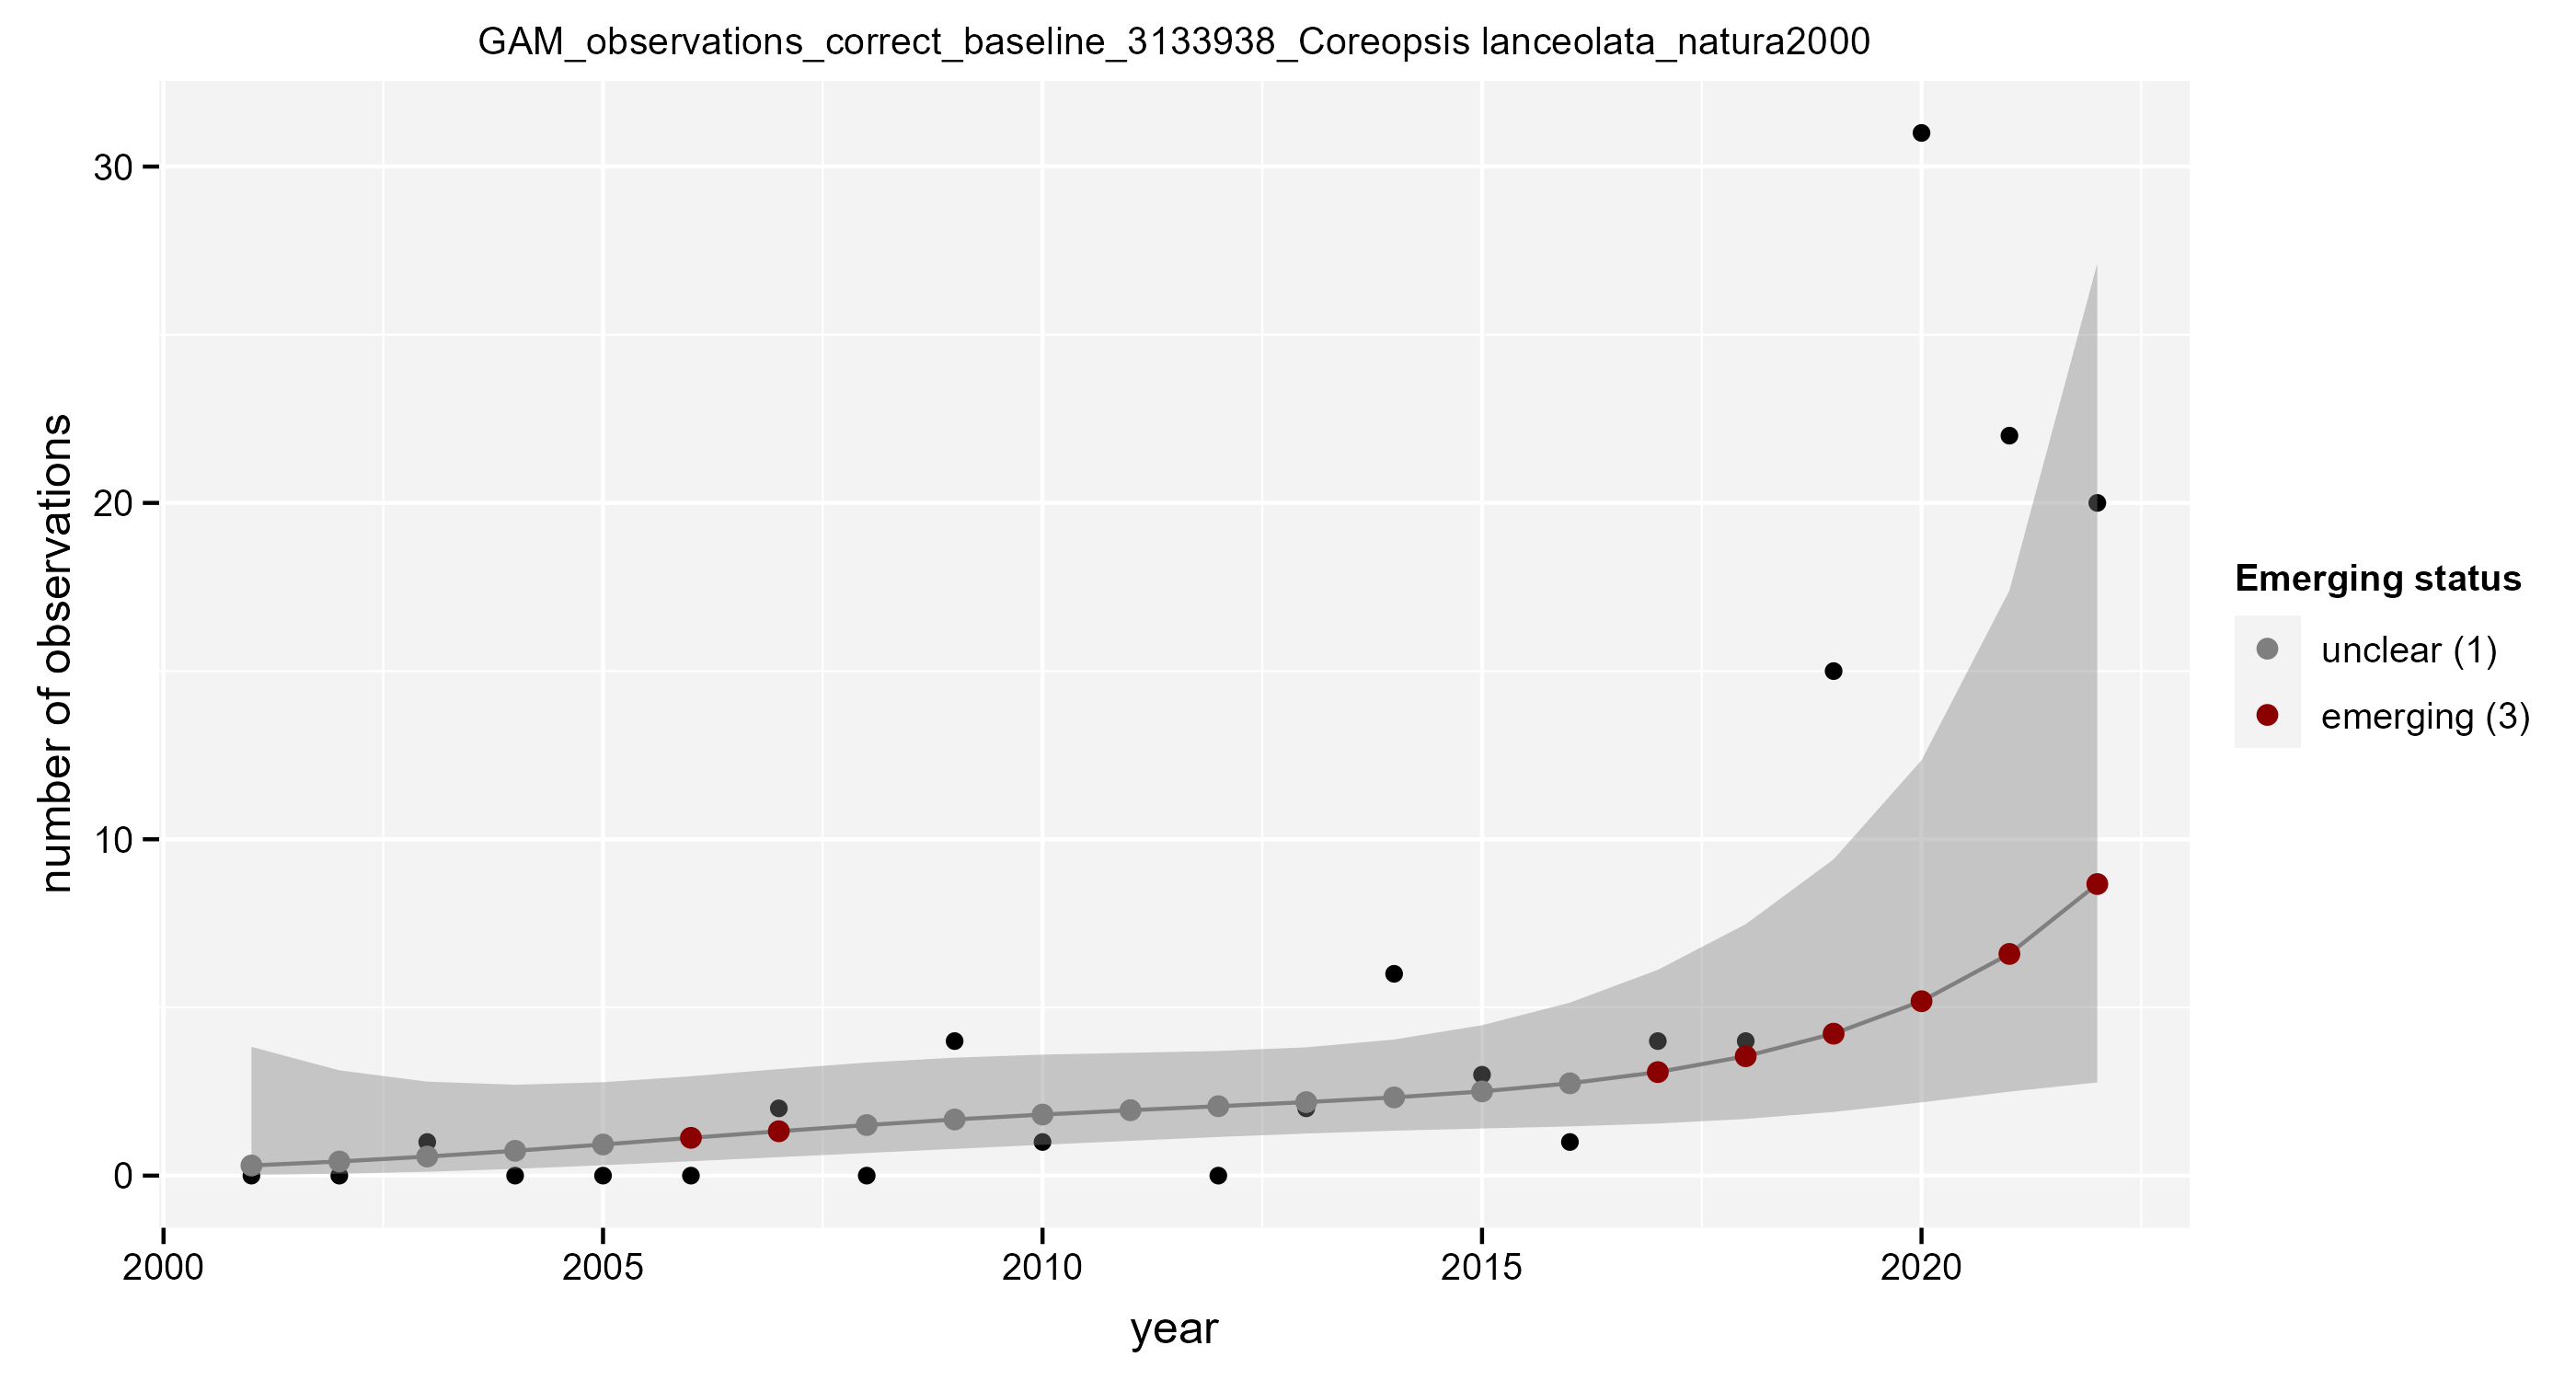 GAM_observations_correct_baseline_3133938_Coreopsis lanceolata_natura2000
number of observations
30
20
10
0
2000
2005
2010
2015
2020
year
Emerging status
unclear (1)
emerging (3)